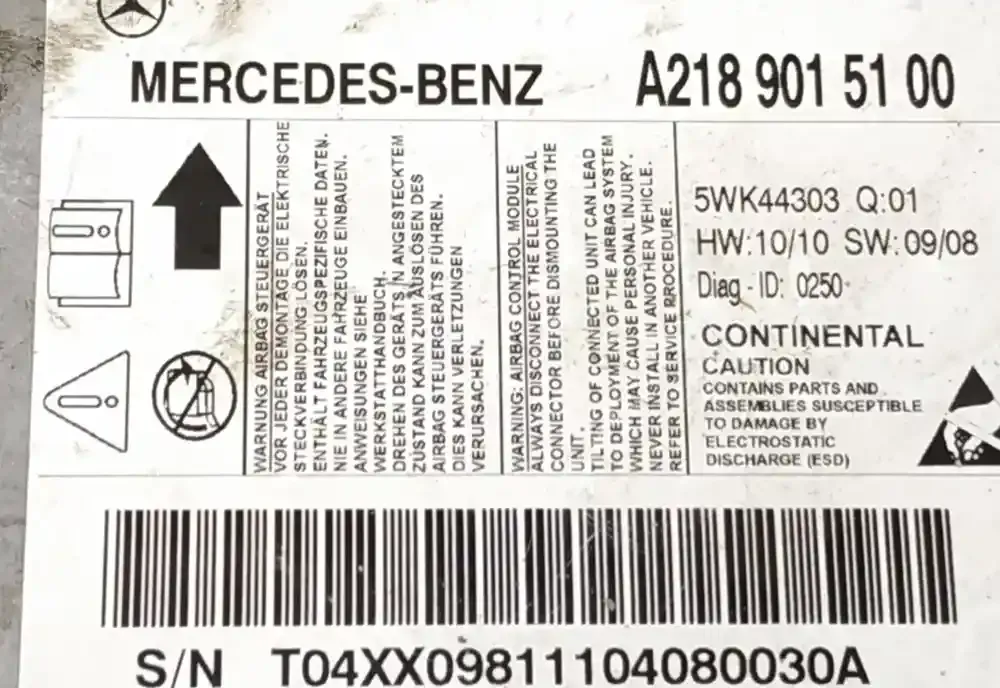 MERCEDES-BENZ A218 901 51 00
WARNUNG AIRBAG STEUERGERÄT
VOR JEDER DEMONTAGE DIE ELEKTRISCHE
STECKVERBINDUNG LÖSEN.
ENTHÄLT FAHRZEUGSPEZIFISCHE DATEN.
NIE IN ANDERE FAHRZEUGE EINBAUEN.
ANWEISUNGEN SIEHE
WERKSTATTHANDBUCH.
DREHEN DES GERÄTS IN ANGESTECKTEM
ZUSTAND KANN ZUM AUSLÖSEN DES
AIRBAG STEUERGERÄTS FÜHREN.
DIES KANN VERLETZUNGEN
VERURSACHEN.
WARNING: AIRBAG CONTROL MODULE
ALWAYS DISCONNECT THE ELECTRICAL
CONNECTOR BEFORE DISMOUNTING THE
UNIT.
TILTING OF CONNECTED UNIT CAN LEAD
TO DEPLOYMENT OF THE AIRBAG SYSTEM
WHICH MAY CAUSE PERSONAL INJURY.
NEVER INSTALL IN ANOTHER VEHICLE.
REFER TO SERVICE PROCEDURE.
5WK44303 Q:01
HW:10/10 SW:09/08
Diag-ID: 0250
CONTINENTAL
CAUTION
CONTAINS PARTS AND
ASSEMBLIES SUSCEPTIBLE
TO DAMAGE BY
ELECTROSTATIC
DISCHARGE (ESD)
S/N T04XX09811104080030A